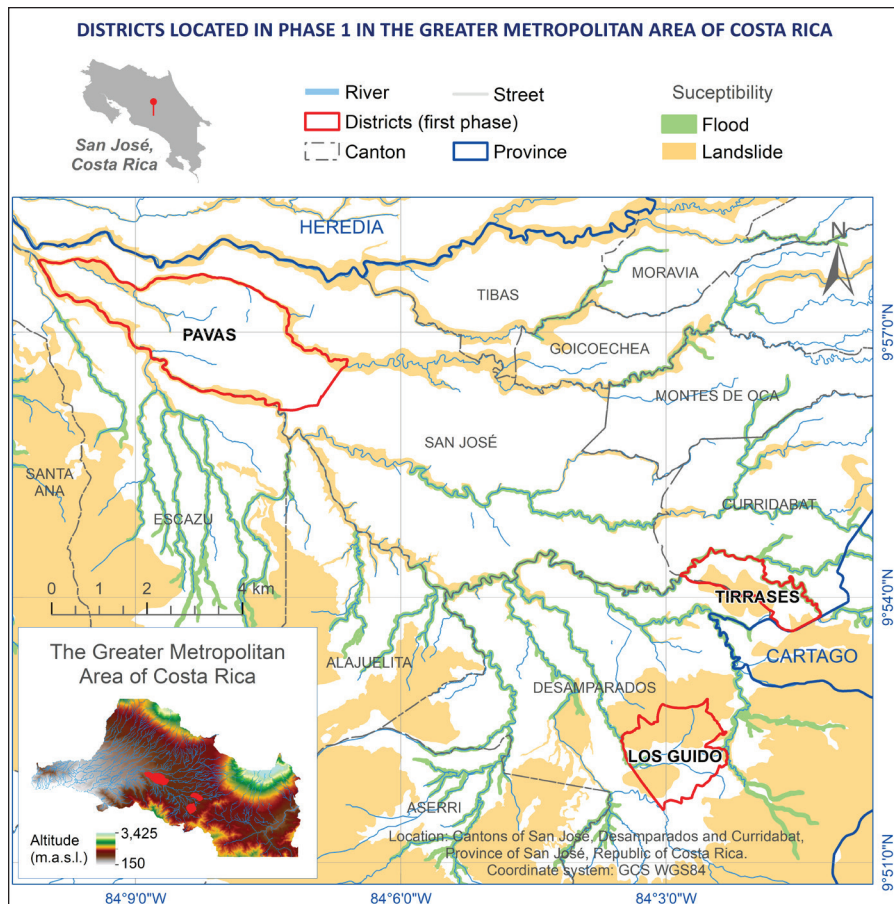 DISTRICTS LOCATED IN PHASE 1 IN THE GREATER METROPOLITAN AREA OF COSTA RICA
San José,
Costa Rica
River
Street
Suceptibility
Districts (first phase)
Flood
Canton
Province
Landslide
HEREDIA
N
MORAVIA
TIBAS
PAVAS
GOICOECHEA
9°57'0"N
MONTES DE OCA
SAN JOSÉ
SANTA
ANA
ESCAZU
CURRIDABAT
0 2 4 km
TIRRASES
9°54'0"N
ALAJUELITA
CARTAGO
DESAMPARADOS
LOS GUIDO
ASERRI
The Greater Metropolitan
Area of Costa Rica
Altitude
(m.a.s.l.)
3,425
150
Location: Cantons of San José, Desamparados and Curridabat,
Province of San José, Republic of Costa Rica.
Coordinate system: GCS WGS84
9°51'0"N
84°9'0"W
84°6'0"W
84°3'0"W